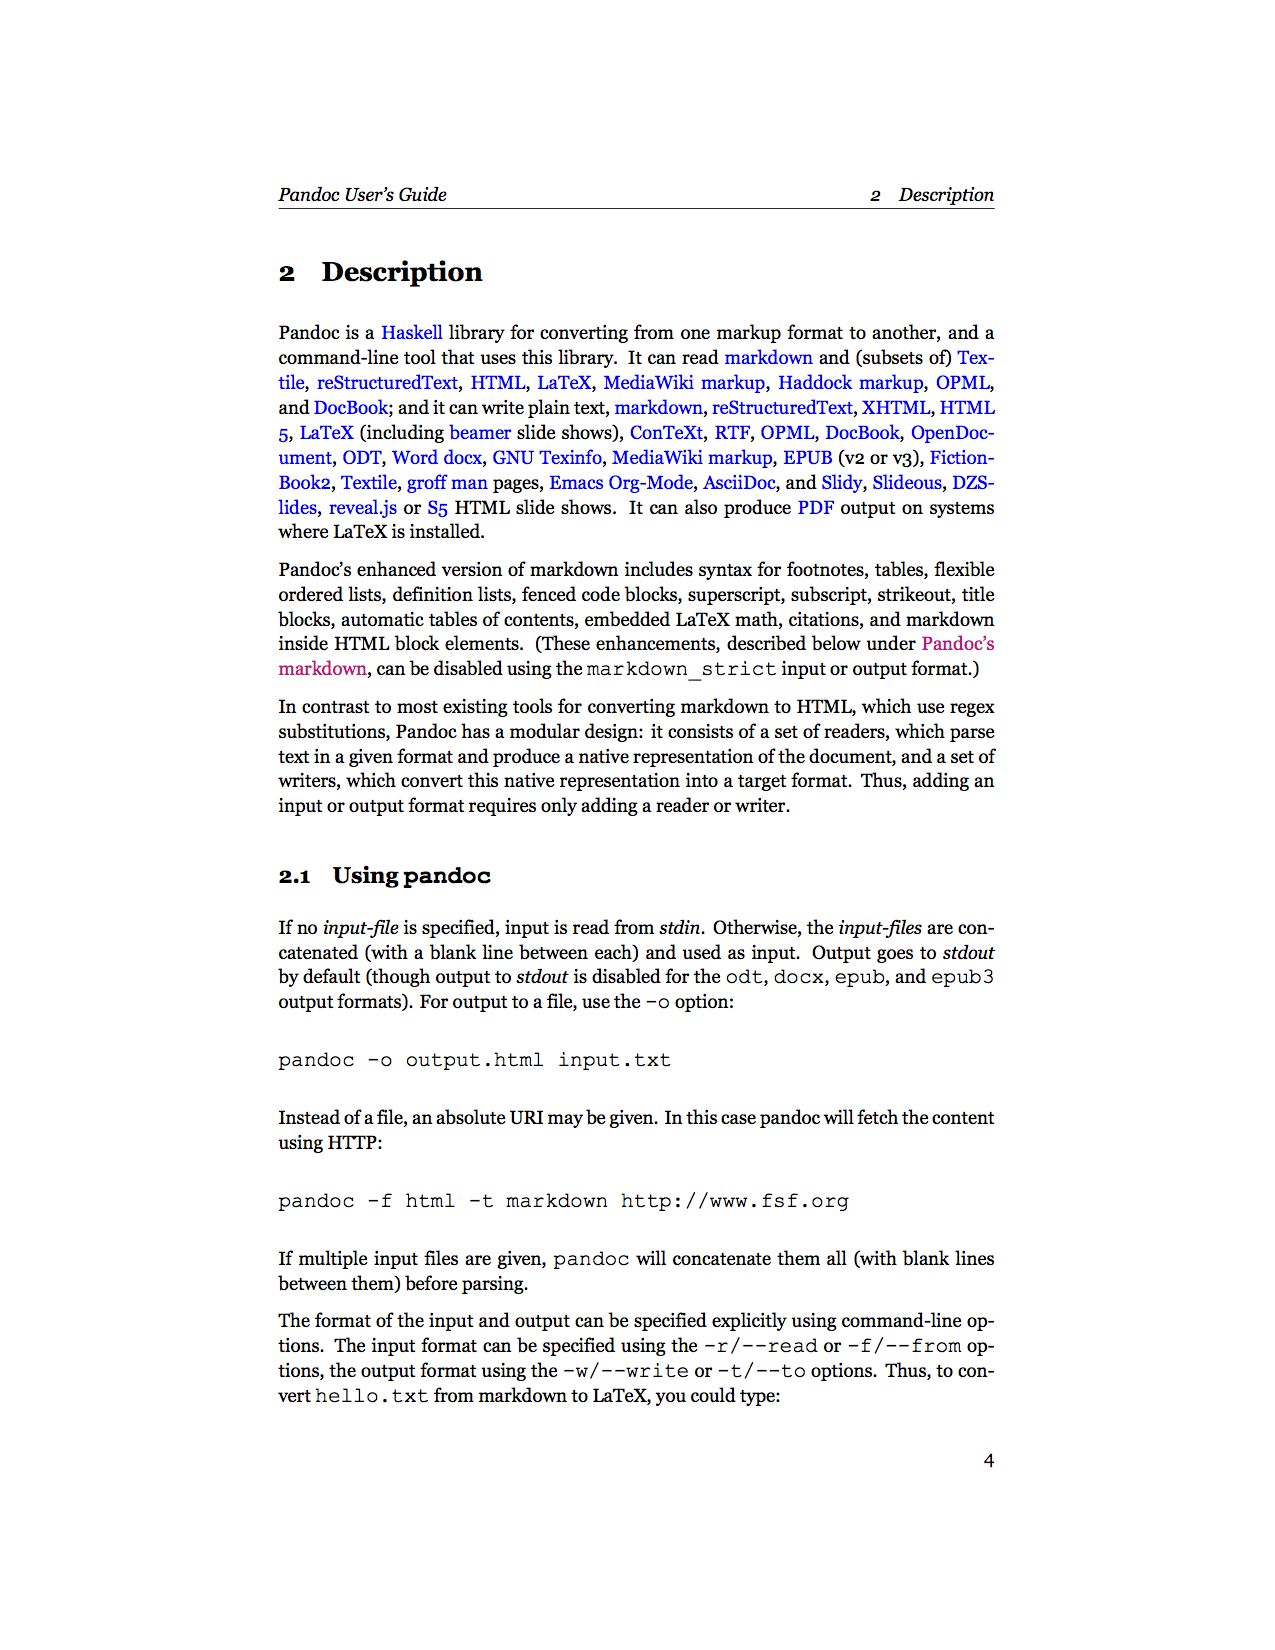 Pandoc User’s Guide 2 Description
2 Description
Pandoc is a Haskell library for converting from one markup format to another, and a
command-line tool that uses this library. It can read markdown and (subsets of) Tex-
tile, reStructuredText, HTML, LaTeX, MediaWiki markup, Haddock markup, OPML,
and DocBook; and it can write plain text, markdown, reStructuredText, XHTML, HTML
5, LaTeX (including beamer slide shows), ConTeXt, RTF, OPML, DocBook, OpenDoc-
ument, ODT, Word docx, GNU Texinfo, MediaWiki markup, EPUB (v2 or v3), Fiction-
Book2, Textile, groff man pages, Emacs Org-Mode, AsciiDoc, and Slidy, Slideous, DZS-
lides, reveal.js or S5 HTML slide shows. It can also produce PDF output on systems
where LaTeX is installed.
Pandoc’s enhanced version of markdown includes syntax for footnotes, tables, flexible
ordered lists, definition lists, fenced code blocks, superscript, subscript, strikeout, title
blocks, automatic tables of contents, embedded LaTeX math, citations, and markdown
inside HTML block elements. (These enhancements, described below under Pandoc’s
markdown, can be disabled using the markdown_strict input or output format.)
In contrast to most existing tools for converting markdown to HTML, which use regex
substitutions, Pandoc has a modular design: it consists of a set of readers, which parse
text in a given format and produce a native representation of the document, and a set of
writers, which convert this native representation into a target format. Thus, adding an
input or output format requires only adding a reader or writer.
2.1 Using pandoc
If no input-file is specified, input is read from stdin. Otherwise, the input-files are con-
catenated (with a blank line between each) and used as input. Output goes to stdout
by default (though output to stdout is disabled for the odt, docx, epub, and epub3
output formats). For output to a file, use the -o option:
pandoc -o output.html input.txt
Instead of a file, an absolute URI may be given. In this case pandoc will fetch the content
using HTTP:
pandoc -f html -t markdown http://www.fsf.org
If multiple input files are given, pandoc will concatenate them all (with blank lines
between them) before parsing.
The format of the input and output can be specified explicitly using command-line op-
tions. The input format can be specified using the -r/--read or -f/--from op-
tions, the output format using the -w/--write or -t/--to options. Thus, to con-
vert hello.txt from markdown to LaTeX, you could type:
4